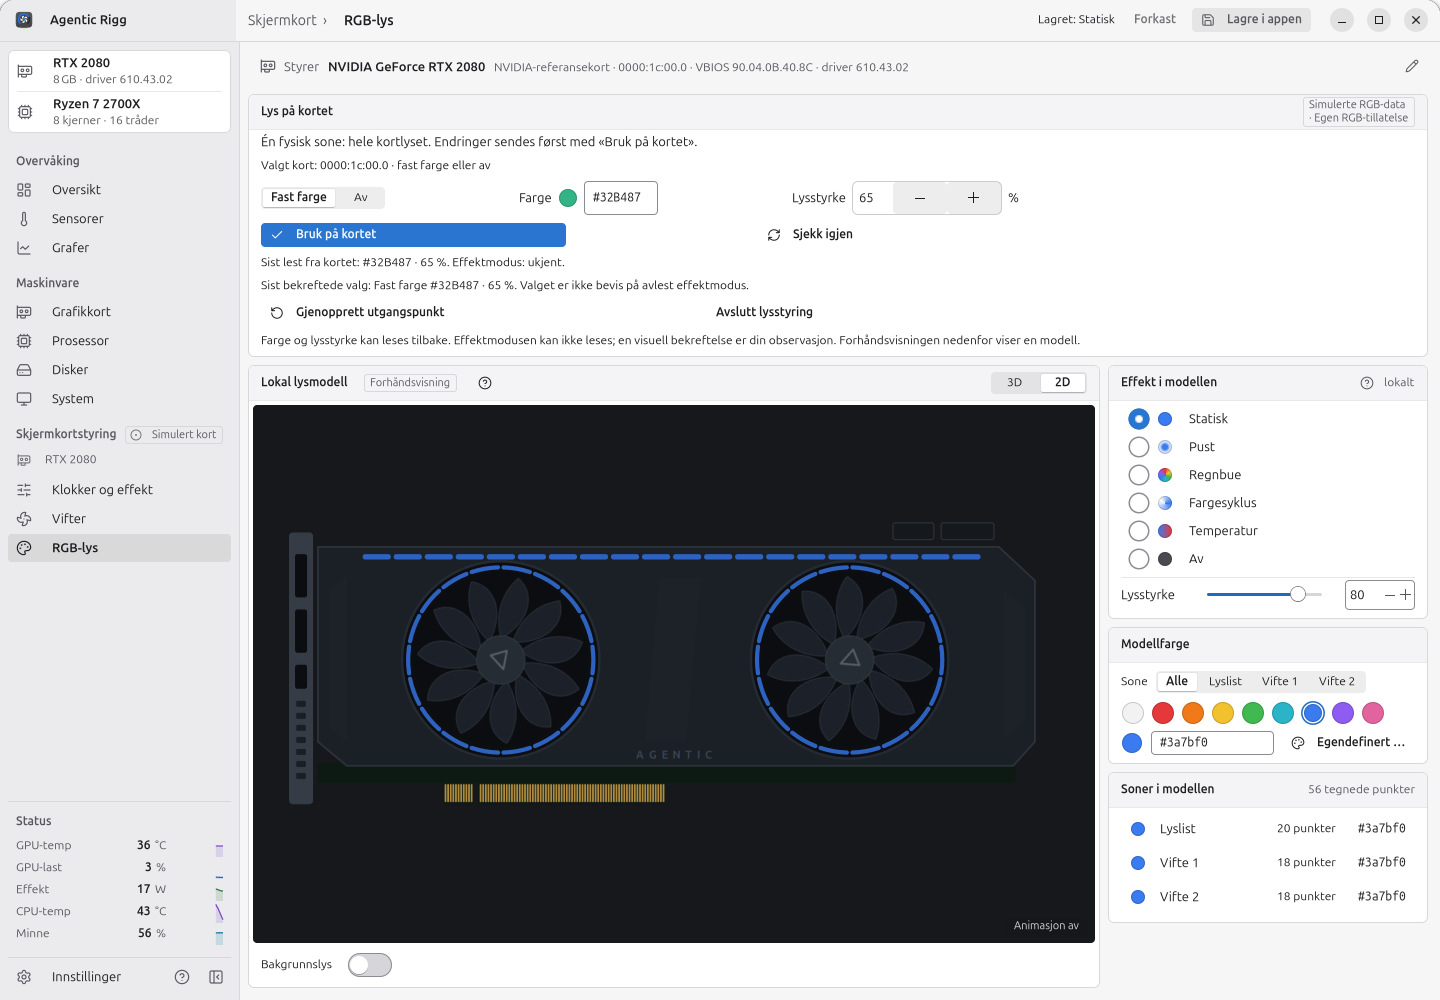 Agentic Rigg
Skjermkort › RGB-lys
Lagret: Statisk
Forkast
Lagre i appen
RTX 2080
8 GB · driver 610.43.02
Ryzen 7 2700X
8 kjerner · 16 tråder
Overvåking
Oversikt
Sensorer
Grafer
Maskinvare
Grafikkort
Prosessor
Disker
System
Skjermkortstyring
Simulert kort
RTX 2080
Klokker og effekt
Vifter
RGB-lys
Status
GPU-temp 36 °C
GPU-last 3 %
Effekt 17 W
CPU-temp 43 °C
Minne 56 %
Innstillinger
Styrer NVIDIA GeForce RTX 2080 NVIDIA-referansekort · 0000:1c:00.0 · VBIOS 90.04.0B.40.8C · driver 610.43.02
Lys på kortet
Simulerte RGB-data
· Egen RGB-tillatelse
Én fysisk sone: hele kortlyset. Endringer sendes først med «Bruk på kortet».
Valgt kort: 0000:1c:00.0 · fast farge eller av
Fast farge Av
Farge #32B487
Lysstyrke 65 − + %
Bruk på kortet
Sjekk igjen
Sist lest fra kortet: #32B487 · 65 %. Effektmodus: ukjent.
Sist bekreftede valg: Fast farge #32B487 · 65 %. Valget er ikke bevis på avlest effektmodus.
Gjenopprett utgangspunkt
Avslutt lysstyring
Farge og lysstyrke kan leses tilbake. Effektmodusen kan ikke leses; en visuell bekreftelse er din observasjon. Forhåndsvisningen nedenfor viser en modell.
Lokal lysmodell
Forhåndsvisning
3D 2D
AGENTIC
Animasjon av
Bakgrunnslys
Effekt i modellen
lokalt
Statisk
Pust
Regnbue
Fargesyklus
Temperatur
Av
Lysstyrke 80 − +
Modellfarge
Sone Alle Lyslist Vifte 1 Vifte 2
#3a7bf0
Egendefinert ...
Soner i modellen
56 tegnede punkter
Lyslist 20 punkter #3a7bf0
Vifte 1 18 punkter #3a7bf0
Vifte 2 18 punkter #3a7bf0